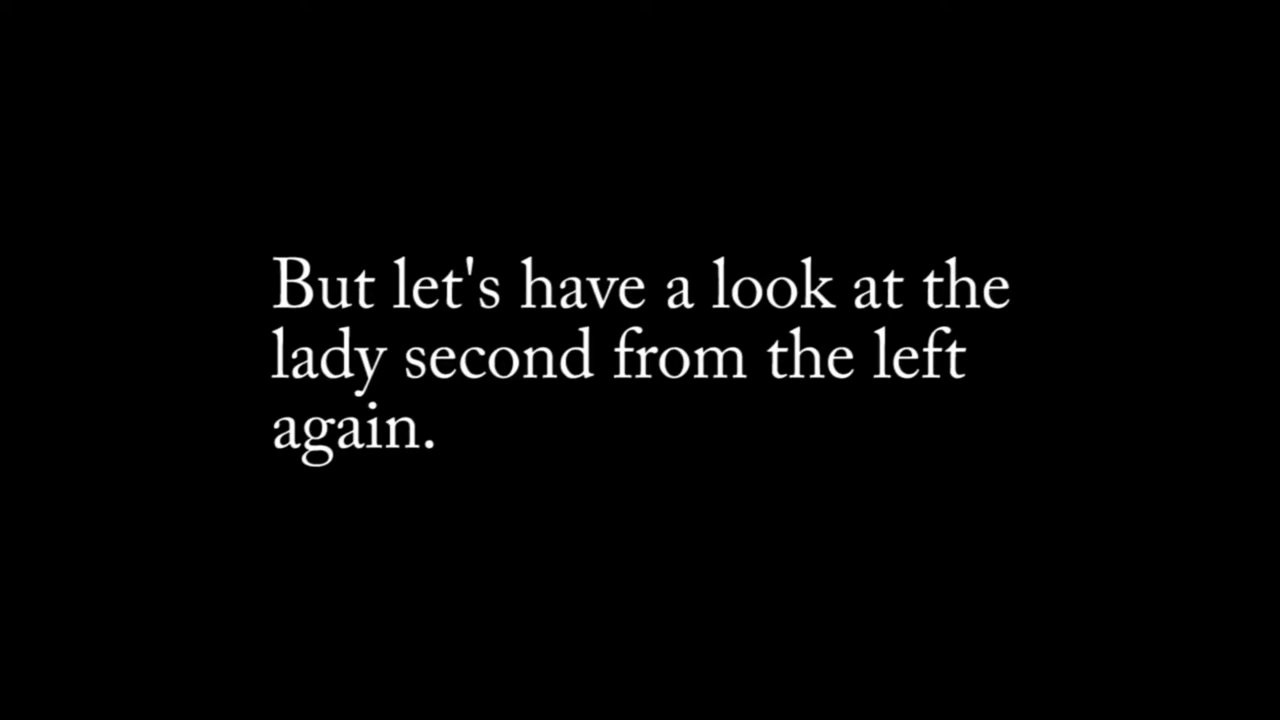 But let's have a look at the
lady second from the left
again.